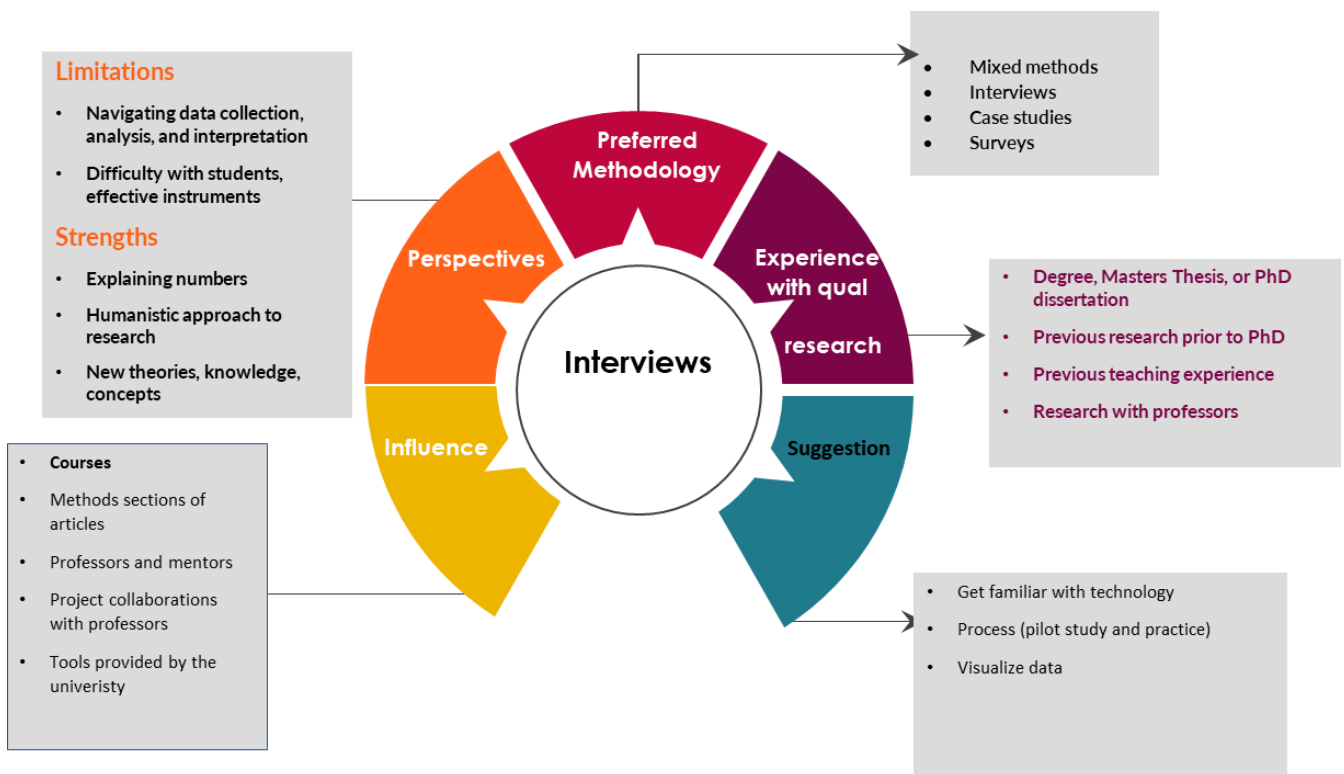 Limitations
• Navigating data collection,
analysis, and interpretation
• Difficulty with students,
effective instruments
Strengths
• Explaining numbers
• Humanistic approach to
research
• New theories, knowledge,
concepts
• Courses
• Methods sections of
articles
• Professors and mentors
• Project collaborations
with professors
• Tools provided by the
univeristy
Influence
Perspectives
Preferred
Methodology
Experience
with qual
research
Suggestion
Interviews
• Mixed methods
• Interviews
• Case studies
• Surveys
• Degree, Masters Thesis, or PhD
dissertation
• Previous research prior to PhD
• Previous teaching experience
• Research with professors
• Get familiar with technology
• Process (pilot study and practice)
• Visualize data